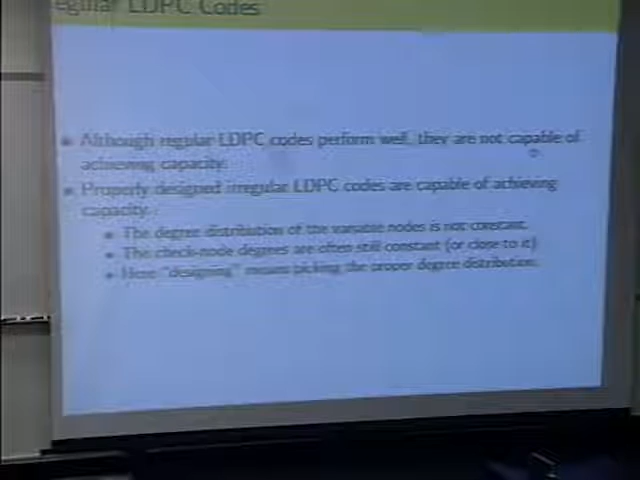 LDPC Codes
Although regular LDPC codes perform well, they are not capable of
achieving capacity.
Properly designed irregular LDPC codes are capable of achieving
capacity.
The degree distribution of the variable nodes is not constant.
The check-node degrees are often still constant (or close to it)
Here "designing" means picking the proper degree distribution.